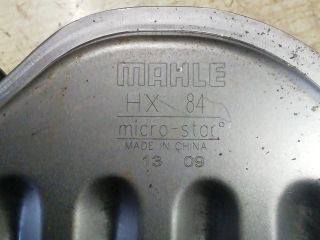 MAHLE
HX 84
micro-star
MADE IN CHINA
13 09